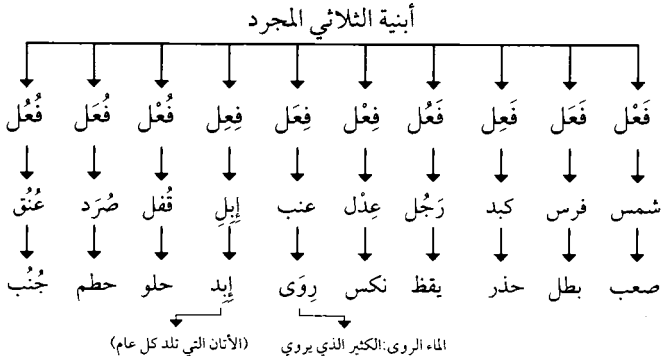 أبنية الثلاثي المجرد
فَعْل فَعَل فَعِل فَعُل فِعْل فِعَل فِعِل فُعْل فُعَل فُعُل
شمس فرس كبد رَجُل عِدْل عنب إِبِلِ قُفل صُرَد عُنُق
صعب بطل حذر يقظ نكس رِوَى إِبِد حلو حطم جُنُب
الماء الروى:الكثير الذي يروي (الأتان التي تلد كل عام)